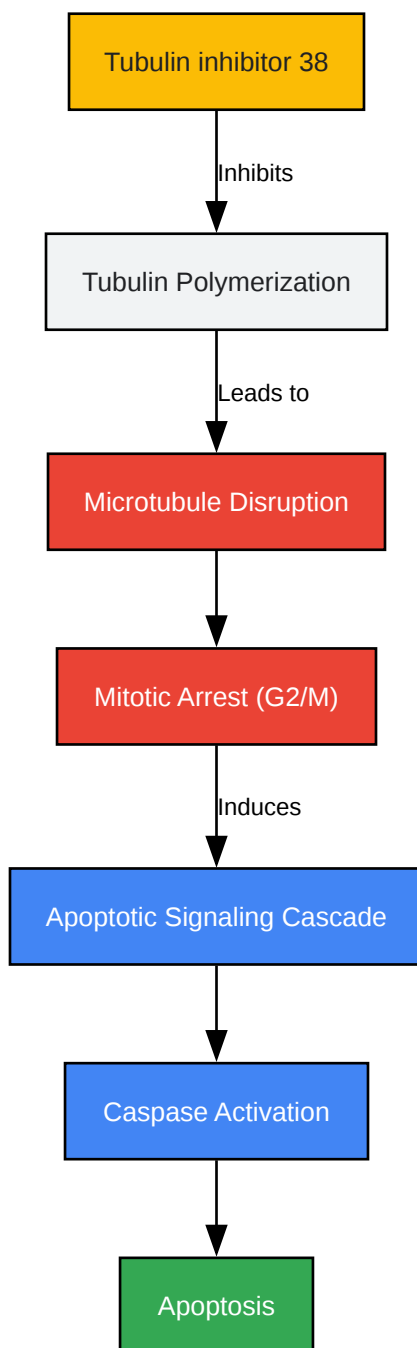 Tubulin inhibitor 38
Inhibits
Tubulin Polymerization
Leads to
Microtubule Disruption
Mitotic Arrest (G2/M)
Induces
Apoptotic Signaling Cascade
Caspase Activation
Apoptosis